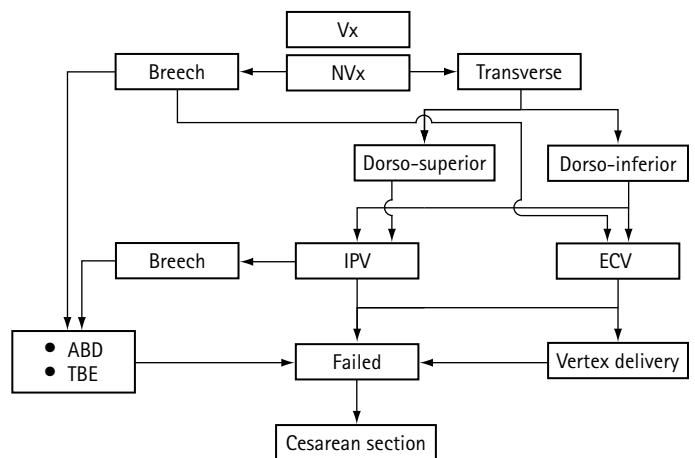 Vx
Breech
NVx
Transverse
Dorso-superior
Dorso-inferior
Breech
IPV
ECV
● ABD
● TBE
Failed
Vertex delivery
Cesarean section